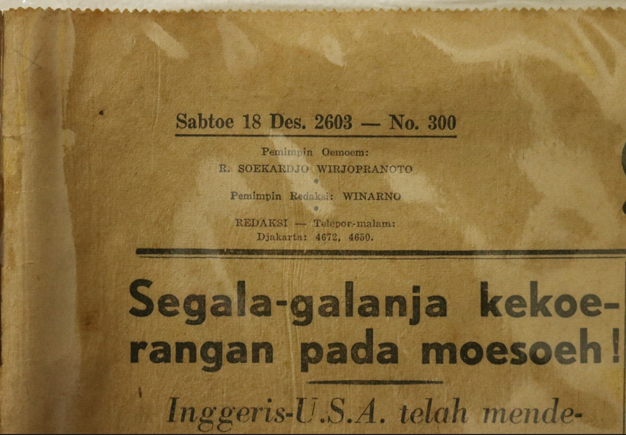 Sabtoe 18 Des. 2603 — No. 300
Pemimpin Oemoem:
R. SOEKARDJO WIRJOPRANOTO
Pemimpin Redaksi: WINARNO
REDAKSI — Telepon-malam:
Djakarta: 4672, 4650.
Segala-galanja kekoe-
rangan pada moesoeh!
Inggeris-U.S.A. telah mende-